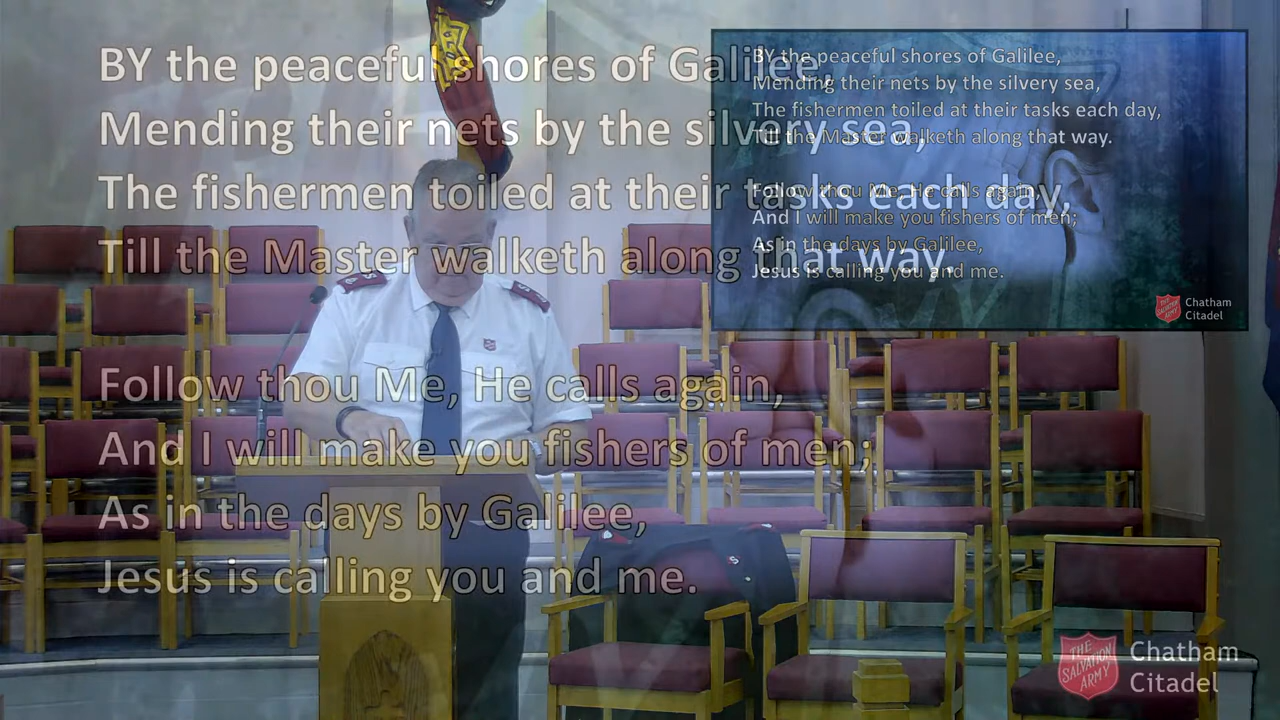 BY the peaceful shores of Galilee,
Mending their nets by the silvery sea,
The fishermen toiled at their tasks each day,
Till the Master walketh along that way.
Follow thou Me, He calls again,
And I will make you fishers of men;
As in the days by Galilee,
Jesus is calling you and me.
BY the peaceful shores of Galilee,
Mending their nets by the silvery sea,
The fishermen toiled at their tasks each day,
Till the Master walketh along that way.
Follow thou Me, He calls again,
And I will make you fishers of men;
As in the days by Galilee,
Jesus is calling you and me.
THE SALVATION ARMY
Chatham
Citadel
THE SALVATION ARMY
Chatham
Citadel